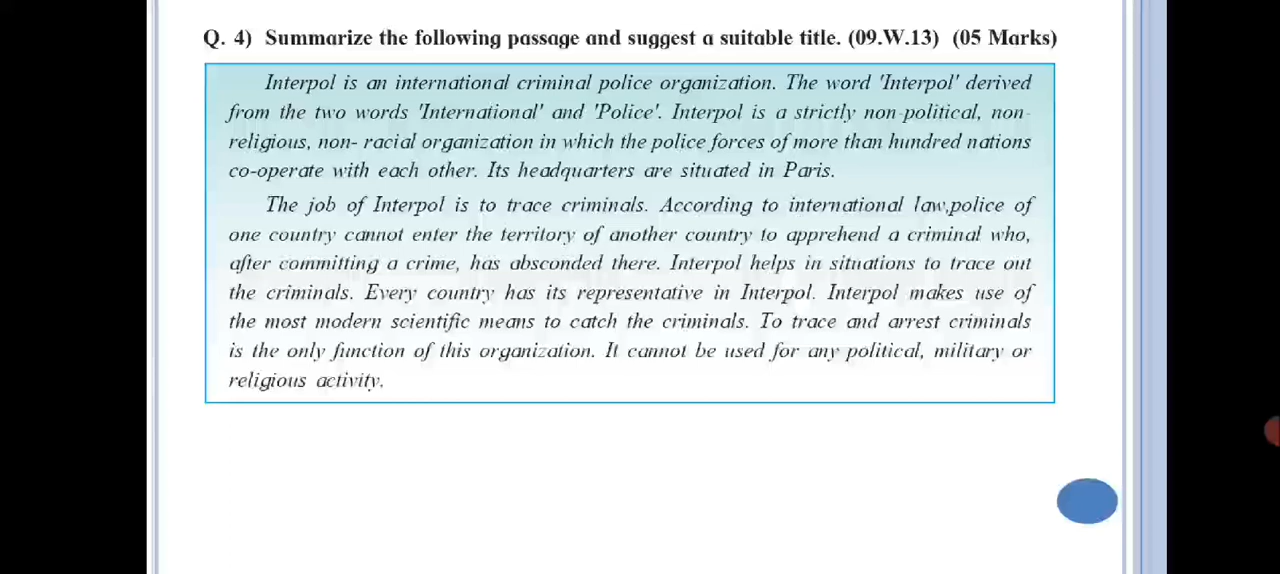 Q. 4) Summarize the following passage and suggest a suitable title. (09.W.13) (05 Marks)
Interpol is an international criminal police organization. The word 'Interpol' derived
from the two words 'International' and 'Police'. Interpol is a strictly non-political, non-
religious, non- racial organization in which the police forces of more than hundred nations
co-operate with each other. Its headquarters are situated in Paris.
The job of Interpol is to trace criminals. According to international law,police of
one country cannot enter the territory of another country to apprehend a criminal who,
after committing a crime, has absconded there. Interpol helps in situations to trace out
the criminals. Every country has its representative in Interpol. Interpol makes use of
the most modern scientific means to catch the criminals. To trace and arrest criminals
is the only function of this organization. It cannot be used for any political, military or
religious activity.